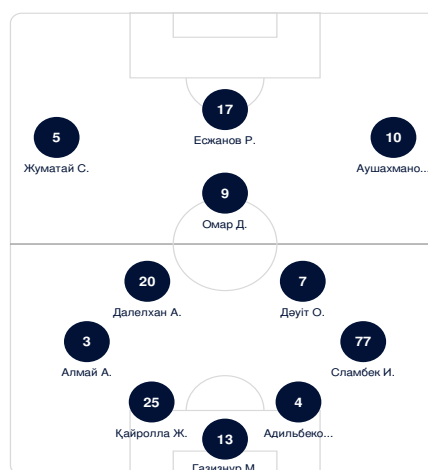 17
Есжанов Р.
5
Жуматай С.
10
Аушахмано...
9
Омар Д.
20
Далелхан А.
7
Дәуіт О.
3
Алмай А.
77
Сламбек И.
25
Қайролла Ж.
4
Адильбеко...
13
Газизнур М.